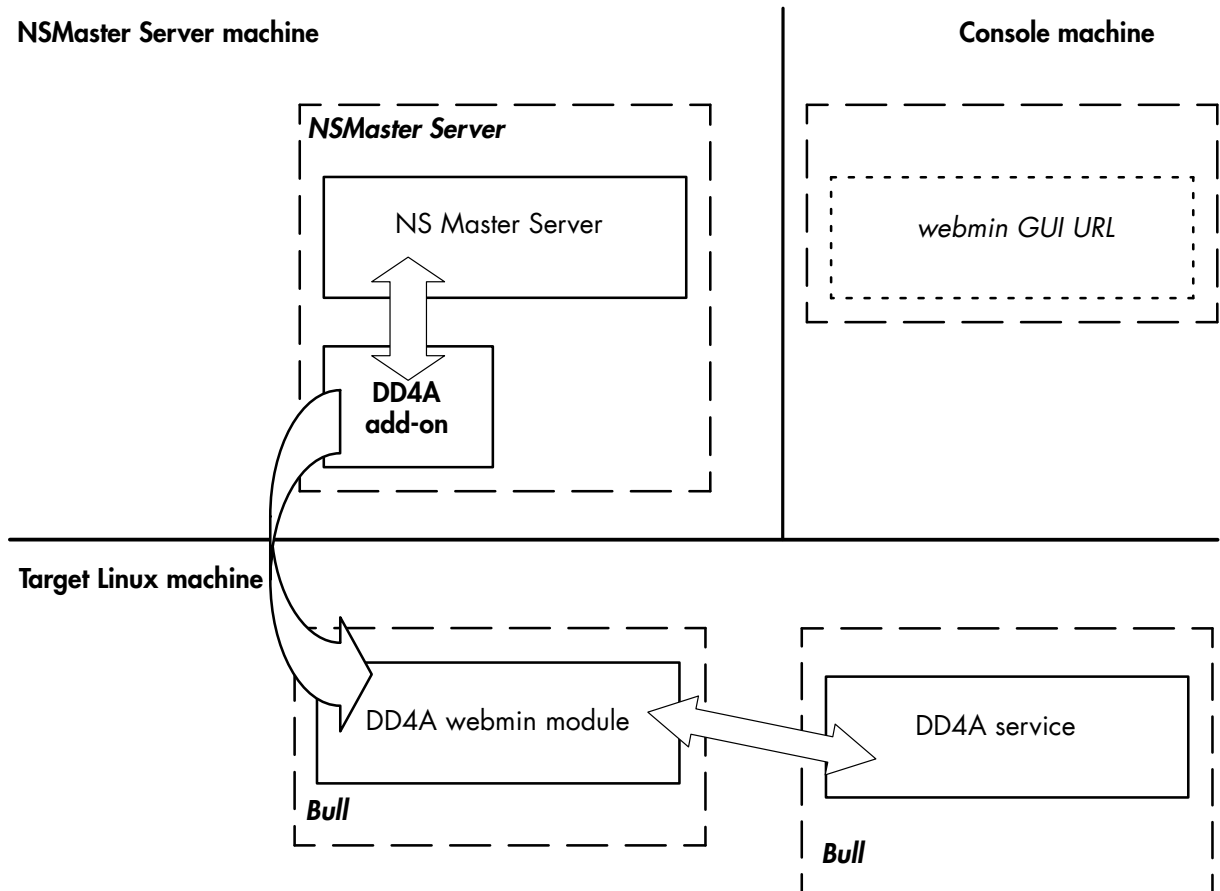 NSMaster Server machine
Console machine
NSMaster Server
NS Master Server
webmin GUI URL
DD4A
add-on
Target Linux machine
DD4A webmin module
DD4A service
Bull
Bull